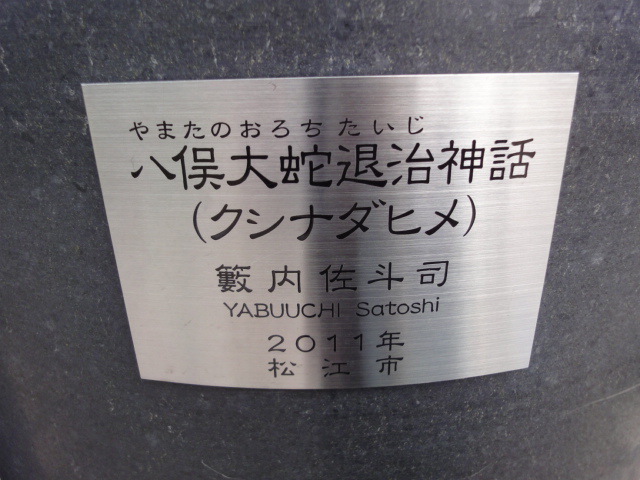 やまたのおろち たいじ
八俣大蛇退治神話
(クシナダヒメ)
籔内佐斗司
YABUUCHI Satoshi
2011年
松江市